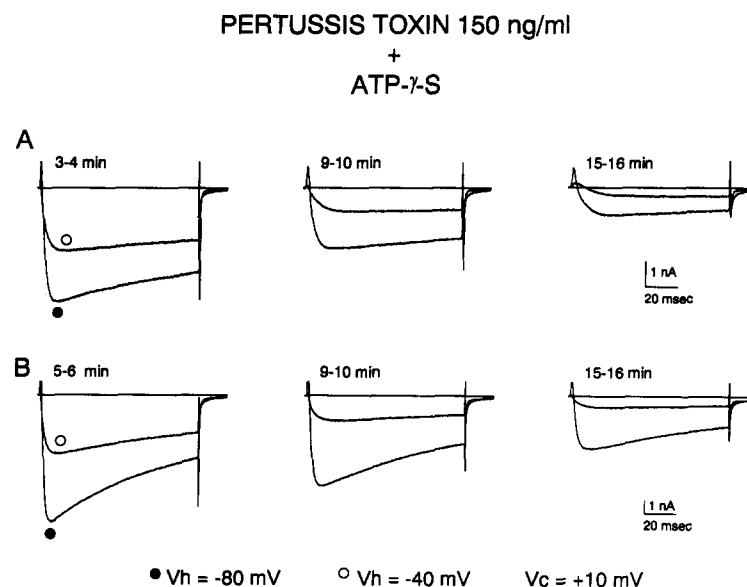 PERTUSSIS TOXIN 150 ng/ml
+
ATP-γ-S
A
3-4 min
9-10 min
15-16 min
1 nA
20 msec
B
5-6 min
9-10 min
15-16 min
1 nA
20 msec
● Vh = -80 mV ○ Vh = -40 mV Vc = +10 mV